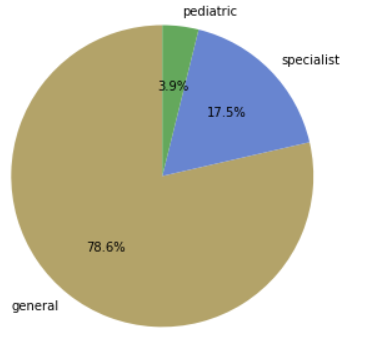 pediatric
specialist
3.9%
17.5%
78.6%
general